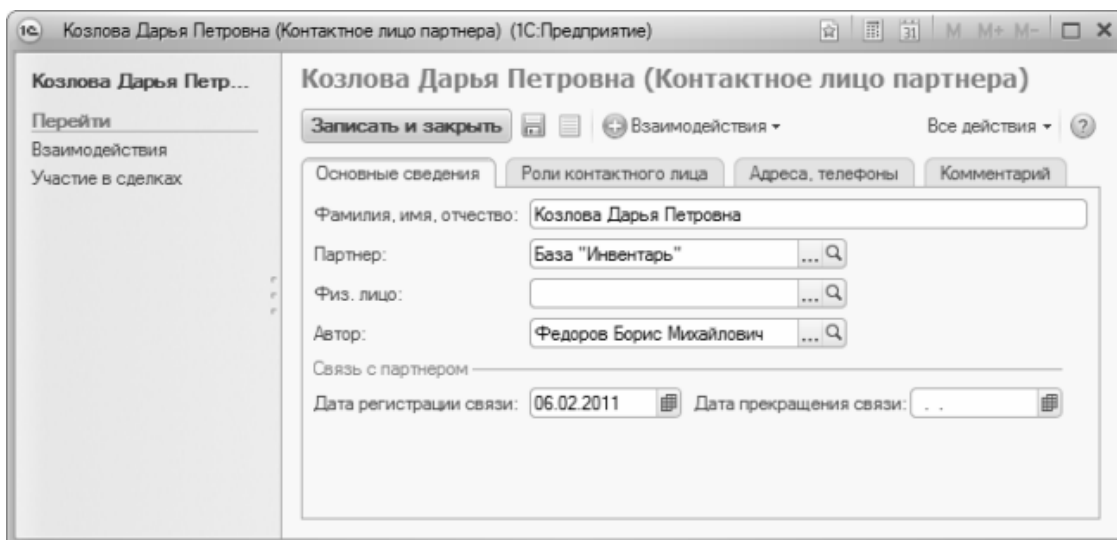 1С Козлова Дарья Петровна (Контактное лицо партнера) (1С:Предприятие) 31 M M+ M-
Козлова Дарья Петр...
Перейти
Взаимодействия
Участие в сделках
Козлова Дарья Петровна (Контактное лицо партнера)
Записать и закрыть Взаимодействия Все действия ?
Основные сведения Роли контактного лица Адреса, телефоны Комментарий
Фамилия, имя, отчество: Козлова Дарья Петровна
Партнер: База "Инвентарь" ...
Физ. лицо: ...
Автор: Федоров Борис Михайлович ...
Связь с партнером
Дата регистрации связи: 06.02.2011 Дата прекращения связи: . .